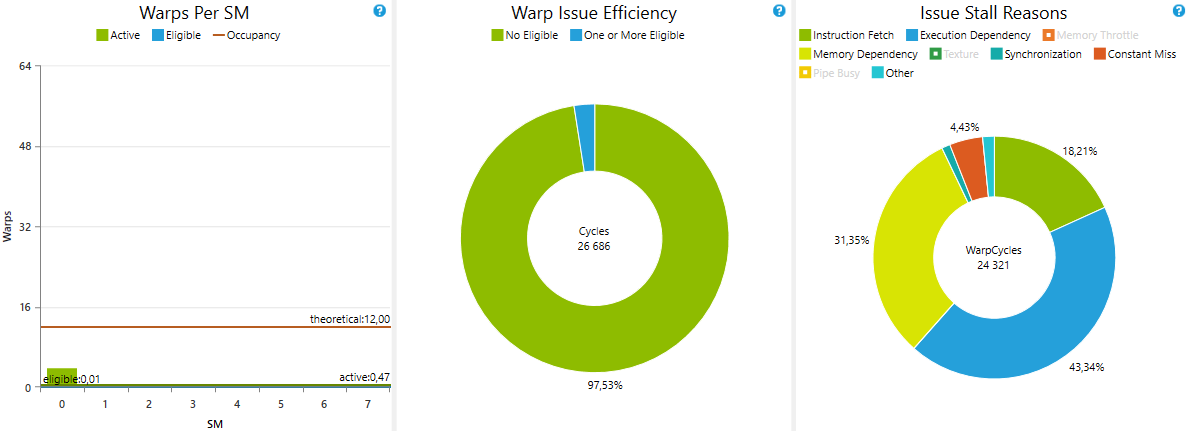 Warps Per SM
?
Active Eligible Occupancy
64
48
32
16
0
Warps
theoretical:12,00
eligible:0,01
active:0,47
0 1 2 3 4 5 6 7
SM
Warp Issue Efficiency
?
No Eligible One or More Eligible
Cycles
26 686
97,53%
Issue Stall Reasons
?
Instruction Fetch Execution Dependency Memory Throttle
Memory Dependency Texture Synchronization Constant Miss
Pipe Busy Other
4,43%
18,21%
31,35%
WarpCycles
24 321
43,34%